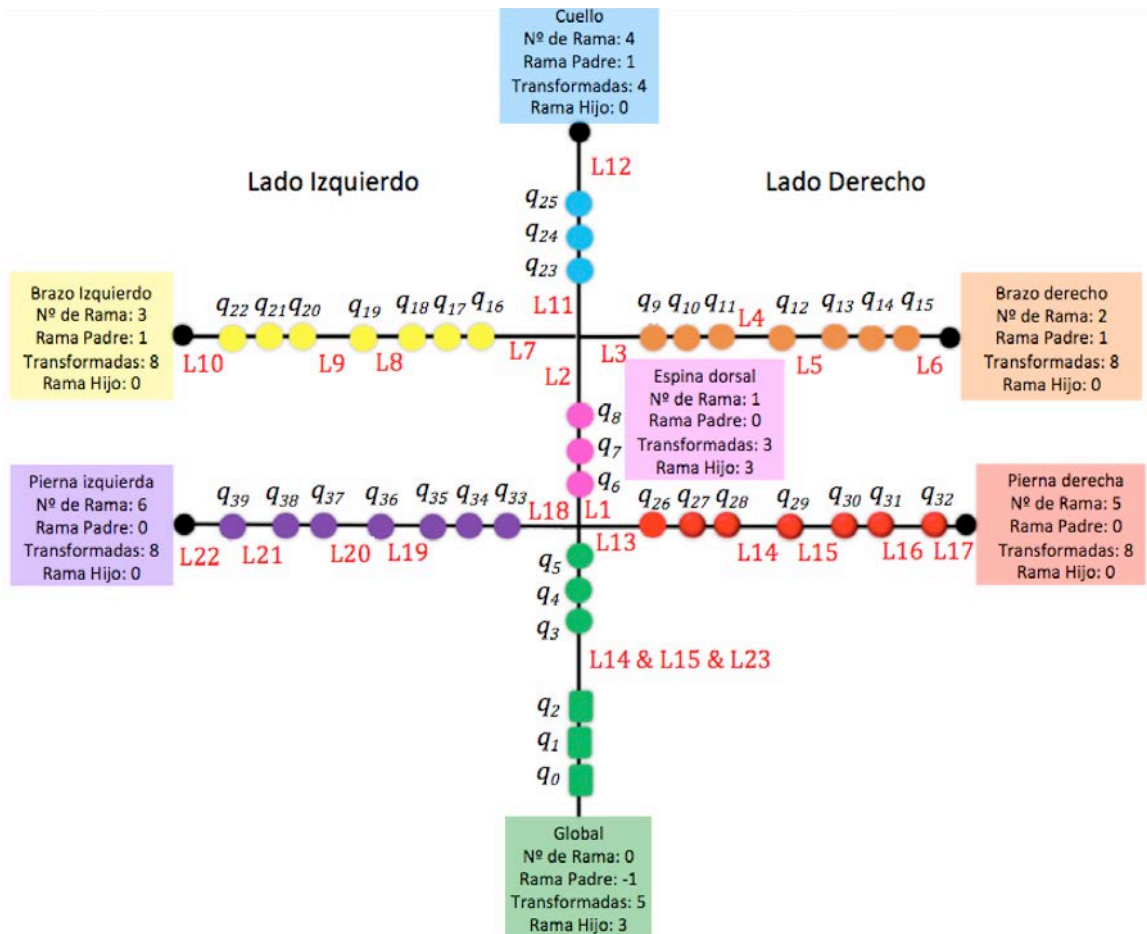 Cuello
Nº de Rama: 4
Rama Padre: 1
Transformadas: 4
Rama Hijo: 0
L12
Lado Izquierdo
Lado Derecho
q25
q24
q23
L11
Brazo Izquierdo
Nº de Rama: 3
Rama Padre: 1
Transformadas: 8
Rama Hijo: 0
q22 q21 q20 q19 q18 q17 q16
L10 L9 L8 L7
q9 q10 q11 L4 q12 q13 q14 q15
L3 L5 L6
Brazo derecho
Nº de Rama: 2
Rama Padre: 1
Transformadas: 8
Rama Hijo: 0
L2
Espina dorsal
Nº de Rama: 1
Rama Padre: 0
Transformadas: 3
Rama Hijo: 3
q8
q7
q6
Pierna izquierda
Nº de Rama: 6
Rama Padre: 0
Transformadas: 8
Rama Hijo: 0
q39 q38 q37 q36 q35 q34 q33 L18
L22 L21 L20 L19
L1
q26 q27 q28 q29 q30 q31 q32
L13 L14 L15 L16 L17
Pierna derecha
Nº de Rama: 5
Rama Padre: 0
Transformadas: 8
Rama Hijo: 0
q5
q4
q3
L14 & L15 & L23
q2
q1
q0
Global
Nº de Rama: 0
Rama Padre: -1
Transformadas: 5
Rama Hijo: 3